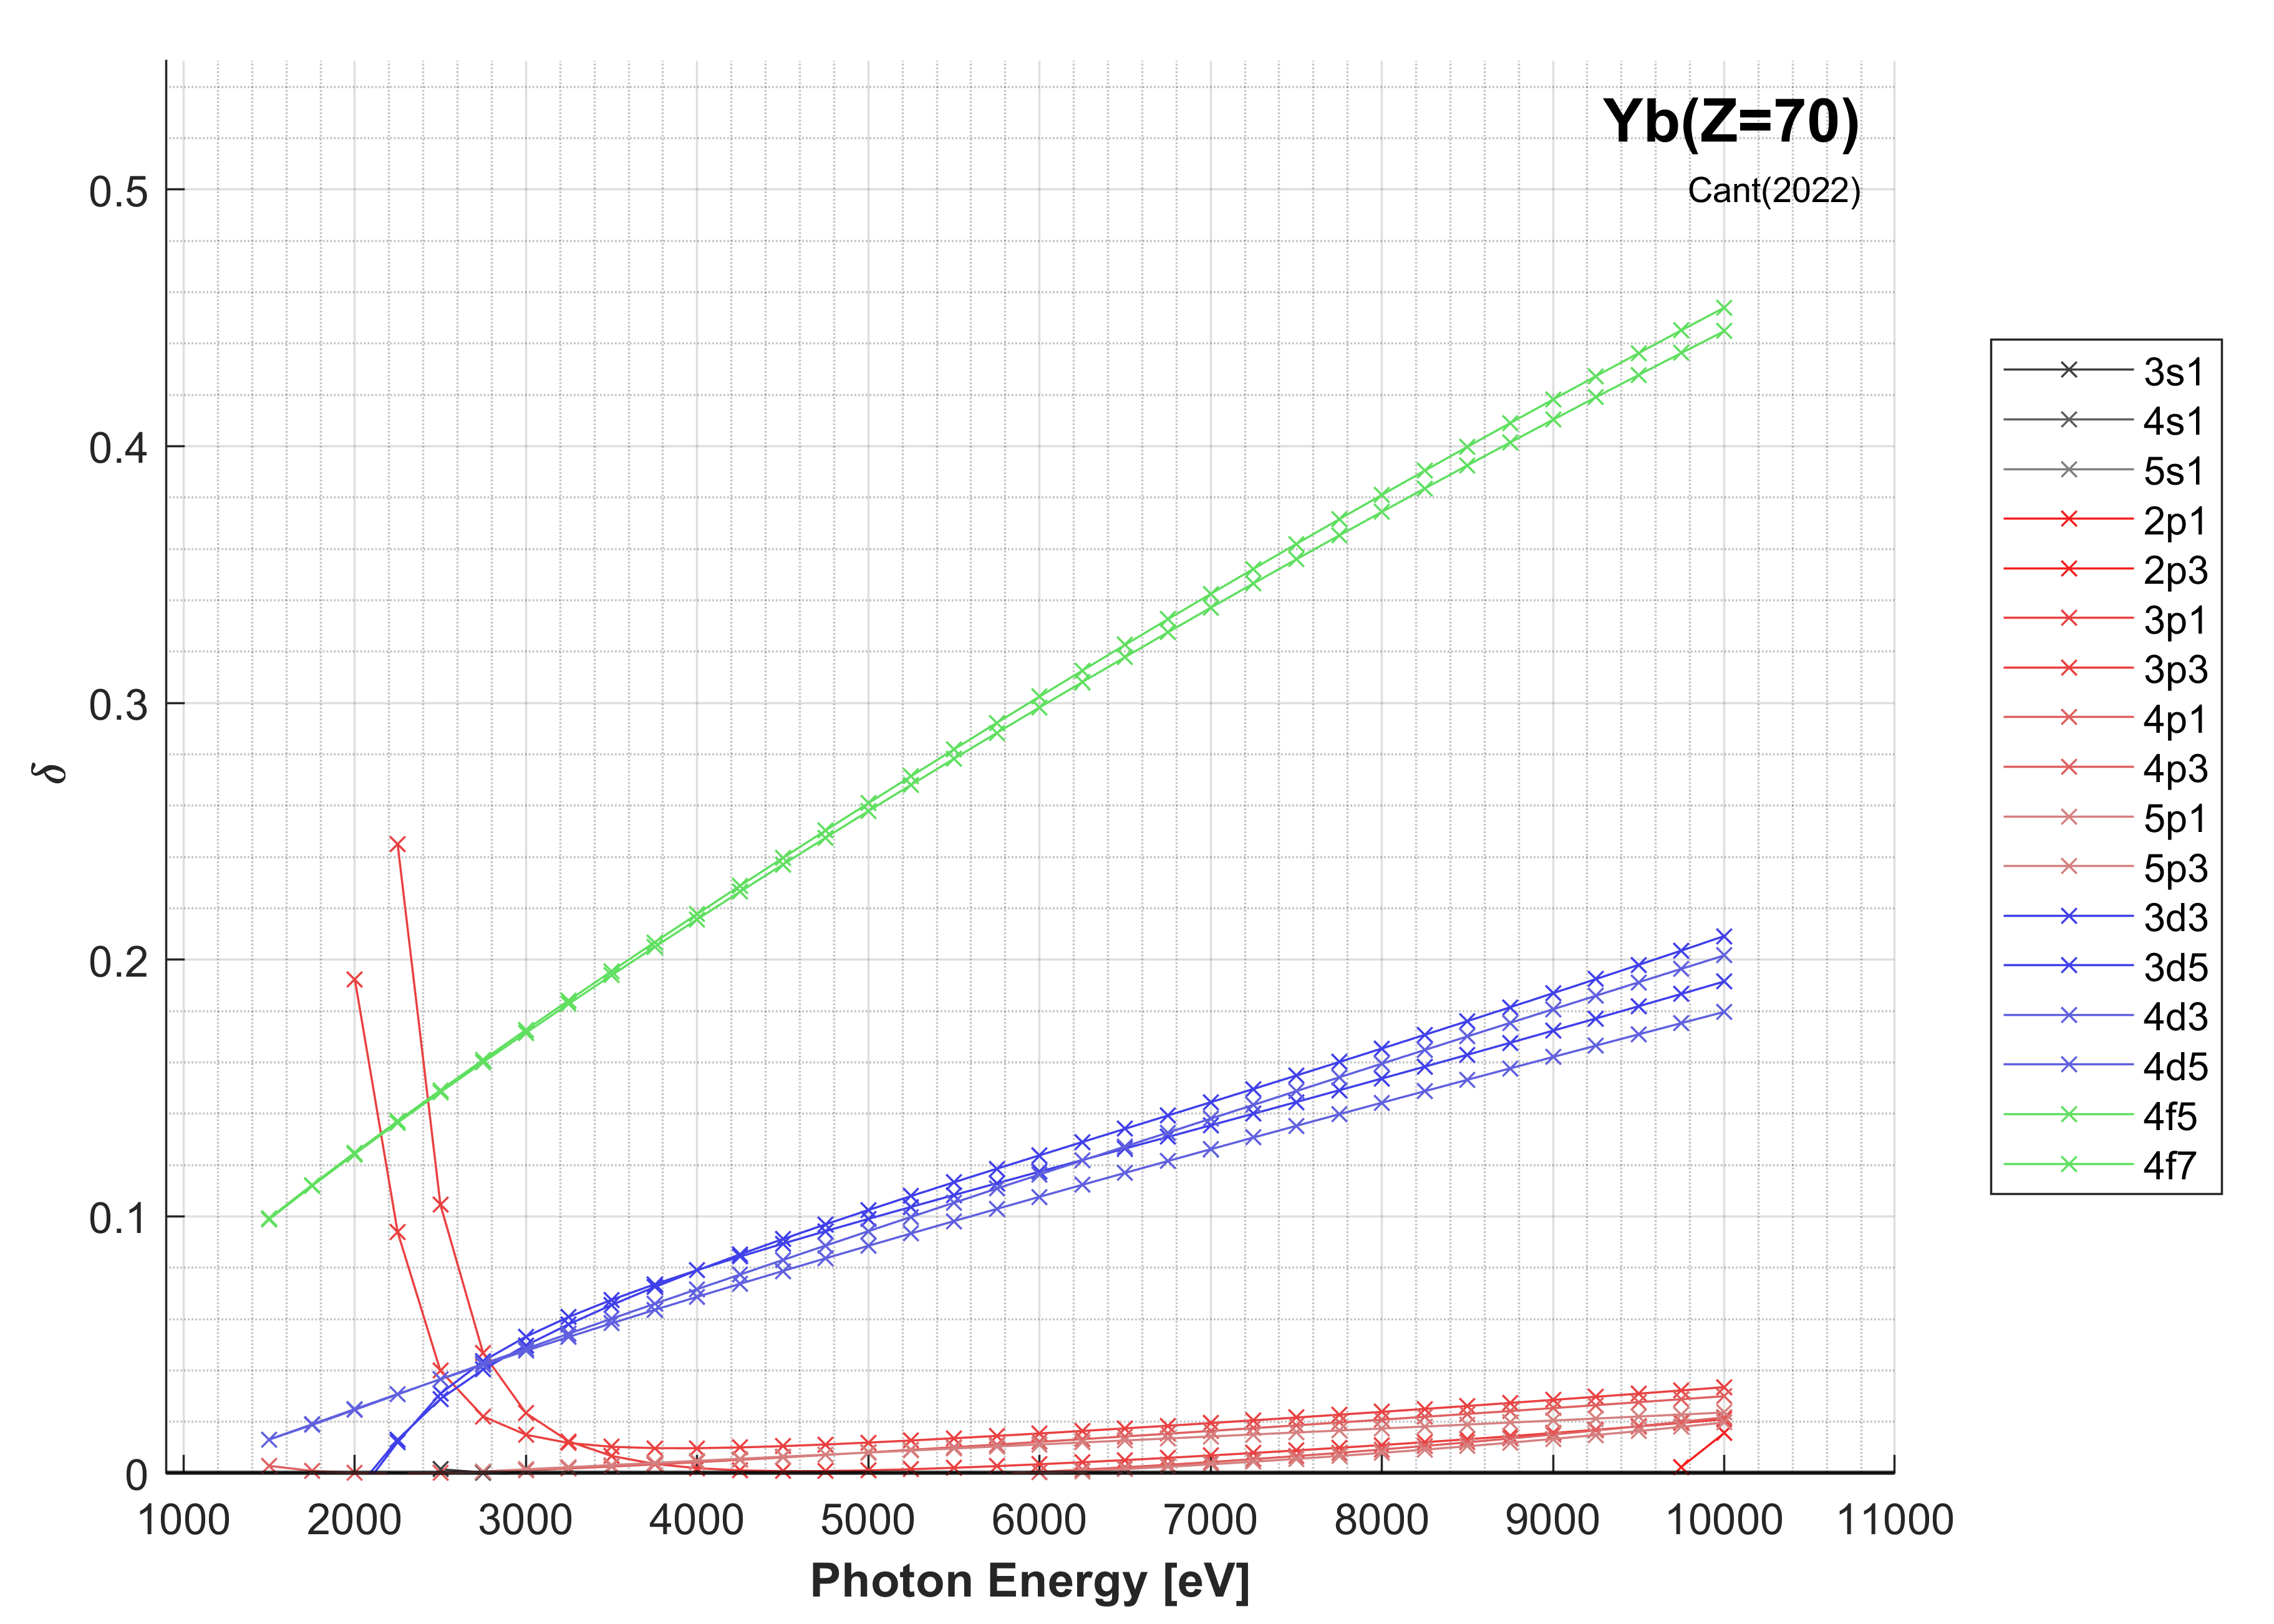 Yb(Z=70)
Cant(2022)
0.5
0.4
0.3
0.2
0.1
0
δ
1000 2000 3000 4000 5000 6000 7000 8000 9000 10000 11000
Photon Energy [eV]
3s1
4s1
5s1
2p1
2p3
3p1
3p3
4p1
4p3
5p1
5p3
3d3
3d5
4d3
4d5
4f5
4f7